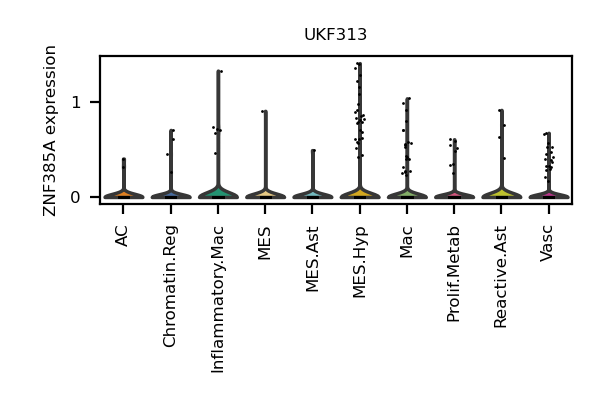 UKF313
ZNF385A expression
1
0
AC
Chromatin.Reg
Inflammatory.Mac
MES
MES.Ast
MES.Hyp
Mac
Prolif.Metab
Reactive.Ast
Vasc